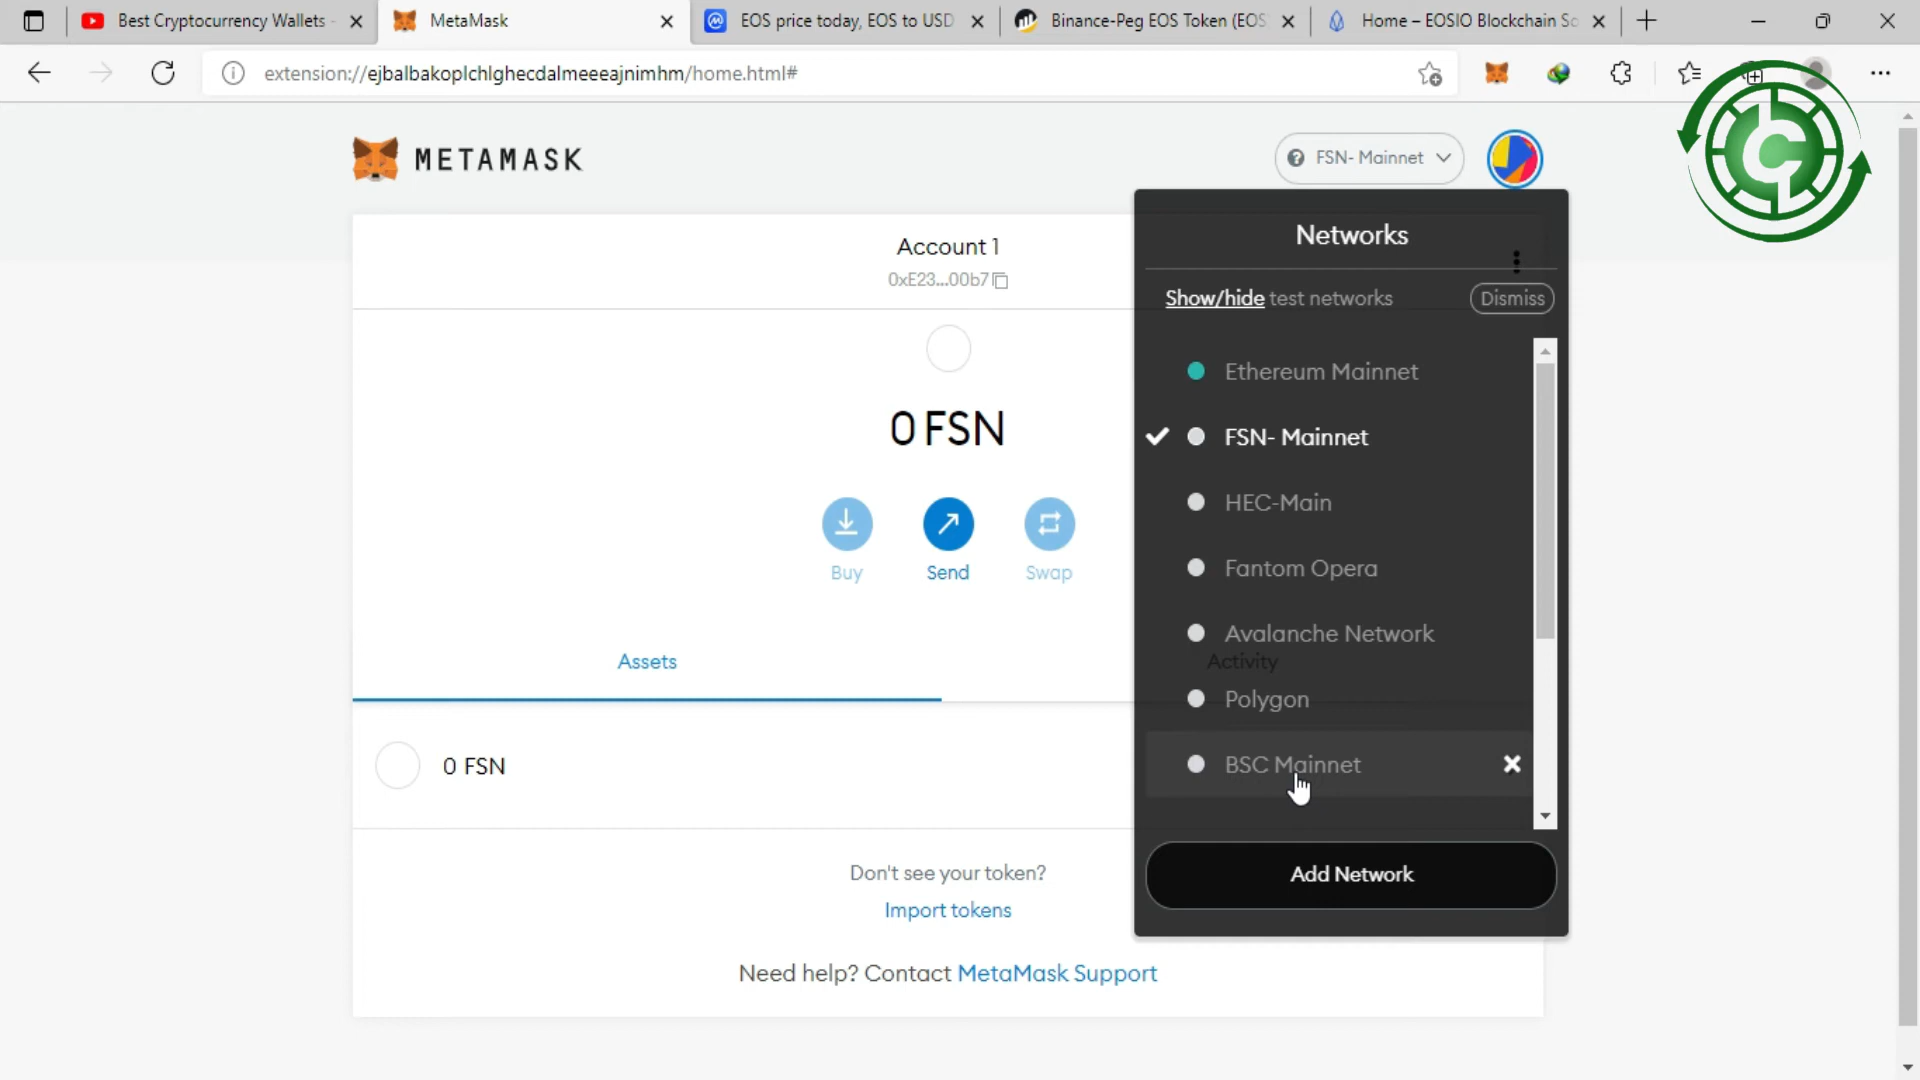 Best Cryptocurrency Wallets
MetaMask
EOS price today, EOS to USD
Binance-Peg EOS Token (EOS
Home – EOSIO Blockchain So
extension://ejbalbakoplchlghecdalmeeeajnimhm/home.html#
METAMASK
FSN- Mainnet
Account 1
0xE23...00b7
0 FSN
Buy
Send
Swap
Assets
Activity
0 FSN
Don't see your token?
Import tokens
Need help? Contact MetaMask Support
Networks
Show/hide test networks
Dismiss
Ethereum Mainnet
FSN- Mainnet
HEC-Main
Fantom Opera
Avalanche Network
Polygon
BSC Mainnet
Add Network